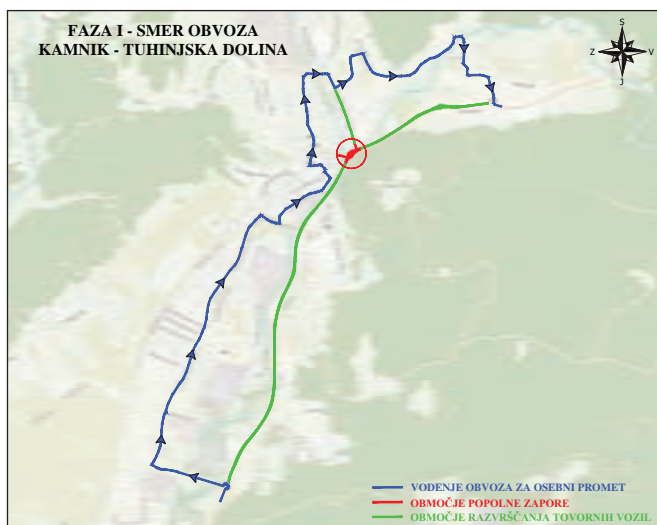 FAZA I - SMER OBVOZA
KAMNIK - TUHINJSKA DOLINA
S
Z
V
J
VODENJE OBVOZA ZA OSEBNI PROMET
OBMOČJE POPOLNE ZAPORE
OBMOČJE RAZVRŠČANJA TOVORNIH VOZIL